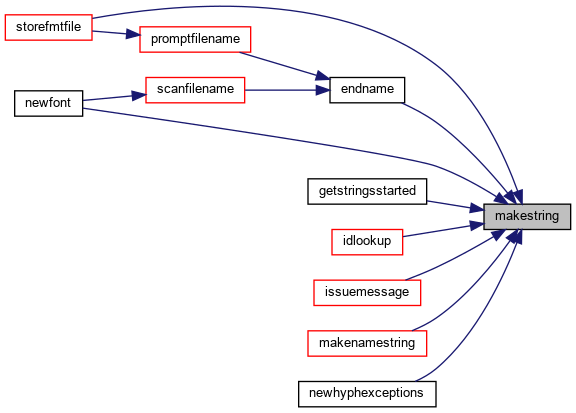 storefmtfile
promptfilename
scanfilename
endname
newfont
getstringsstarted
makestring
idlookup
issuemessage
makenamestring
newhyphexceptions